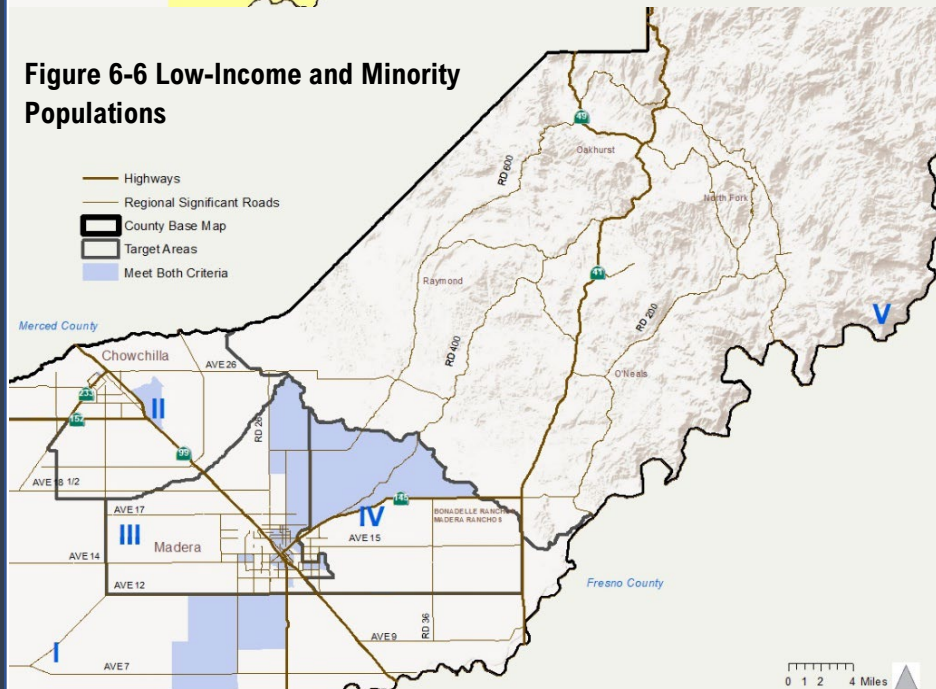 Figure 6-6 Low-Income and Minority
Populations
Highways
Regional Significant Roads
County Base Map
Target Areas
Meet Both Criteria
49
Oakhurst
RD 600
North Fork
41
Raymond
RD 200
V
Merced County
RD 400
Chowchilla
AVE 26
O'Neals
233
II
152
RD 26
99
AVE 18 1/2
145
AVE 17
IV
BONADELLE RANCHOS
MADERA RANCHOS
III
Madera
AVE 15
AVE 14
AVE 12
Fresno County
RD 36
AVE 9
I
AVE 7
0 1 2 4 Miles